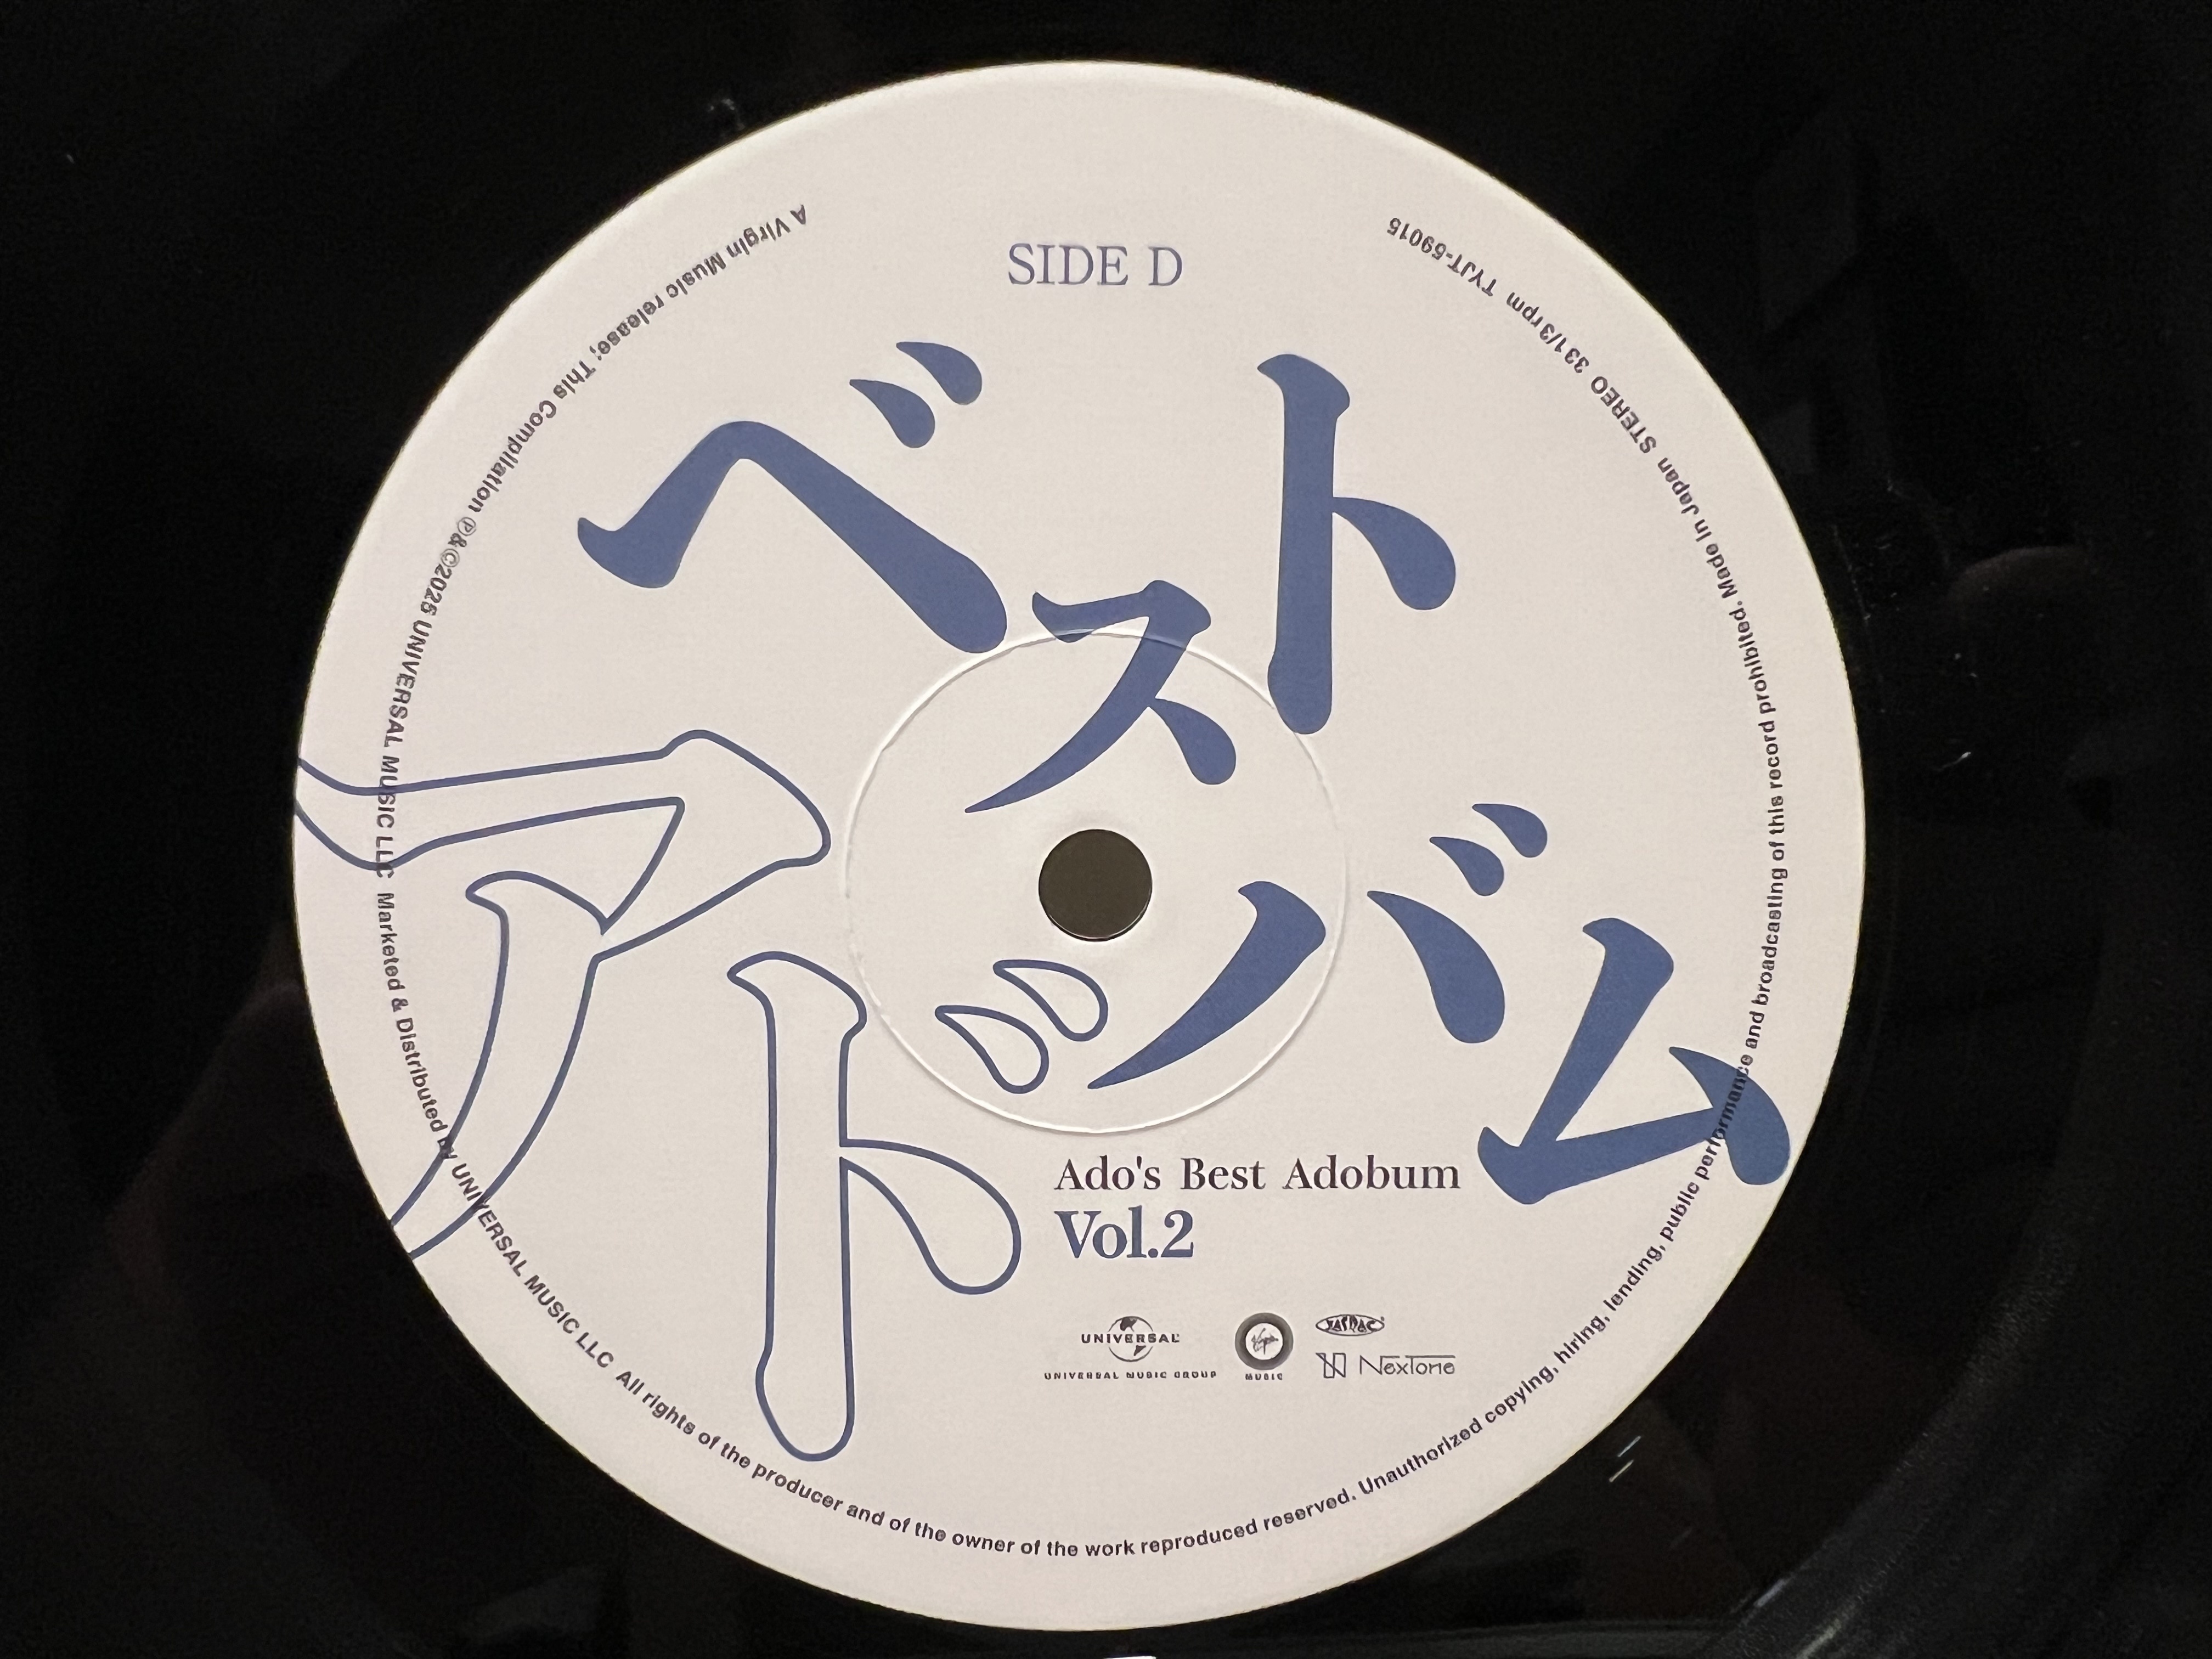 SIDE D
ベスト
アドバム
Ado's Best Adobum
Vol.2
UNIVERSAL
UNIVERSAL MUSIC GROUP
Virgin
MUSIC
JASRAC
NexTone
A Virgin Music release; This Compilation ℗&©2025 UNIVERSAL MUSIC LLC Marketed & Distributed by UNIVERSAL MUSIC LLC All rights of the producer and of the owner of the work reproduced reserved. Unauthorized copying, hiring, lending, public performance and broadcasting of this record prohibited. Made in Japan STEREO 33 1/3 rpm TYJT-59015